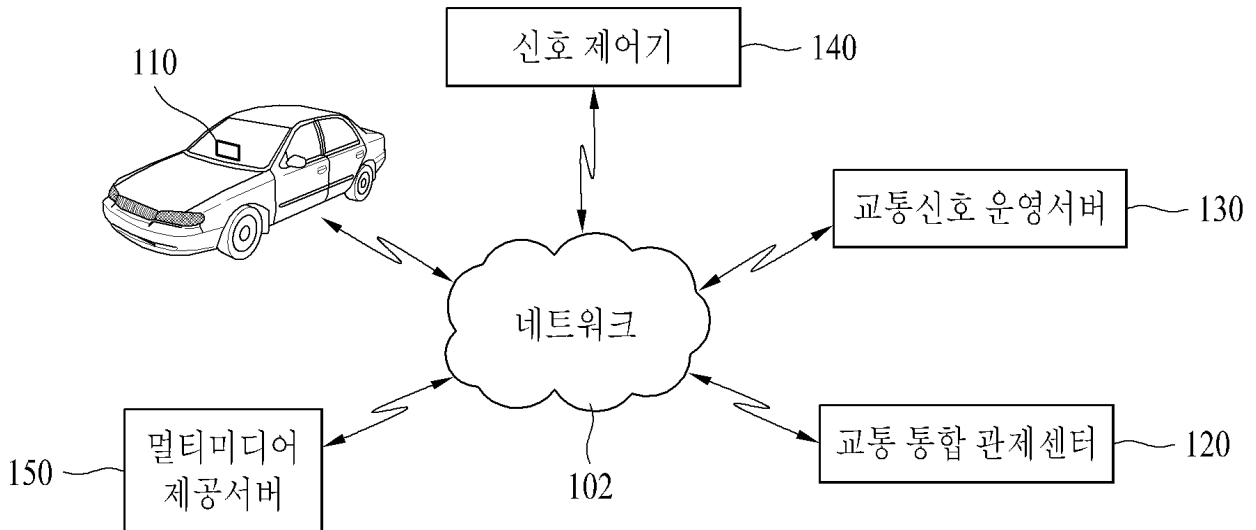 신호 제어기
140
110
교통신호 운영서버
130
네트워크
멀티미디어
제공서버
150
교통 통합 관제센터
120
102